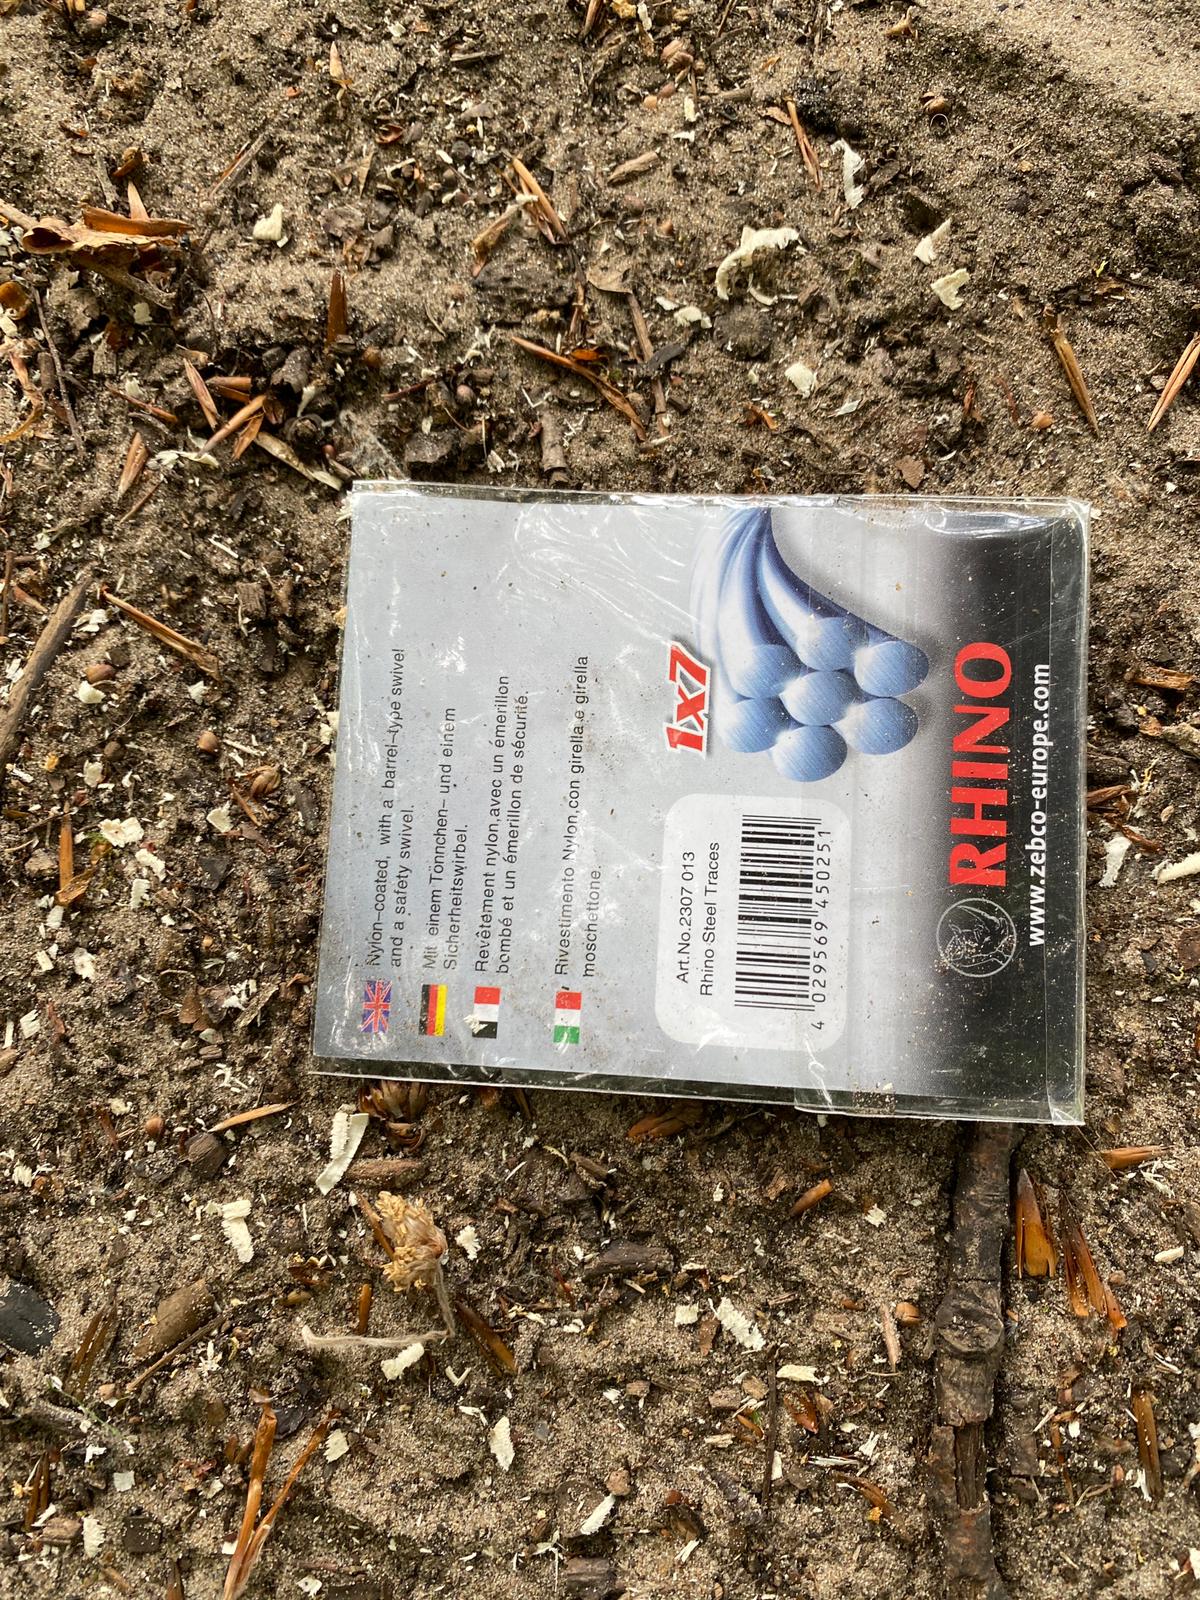 Nylon-coated, with a barrel-type swivel
and a safety swivel.
Mit einem Tönnchen- und einem
Sicherheitswirbel.
Revêtement nylon,avec un émerillon
bombé et un émerillon de sécurité.
Rivestimento Nylon,con girella e girella
moschettone.
Art.No.2307 013
Rhino Steel Traces
4 029569 450251
1x7
RHINO
www.zebco-europe.com